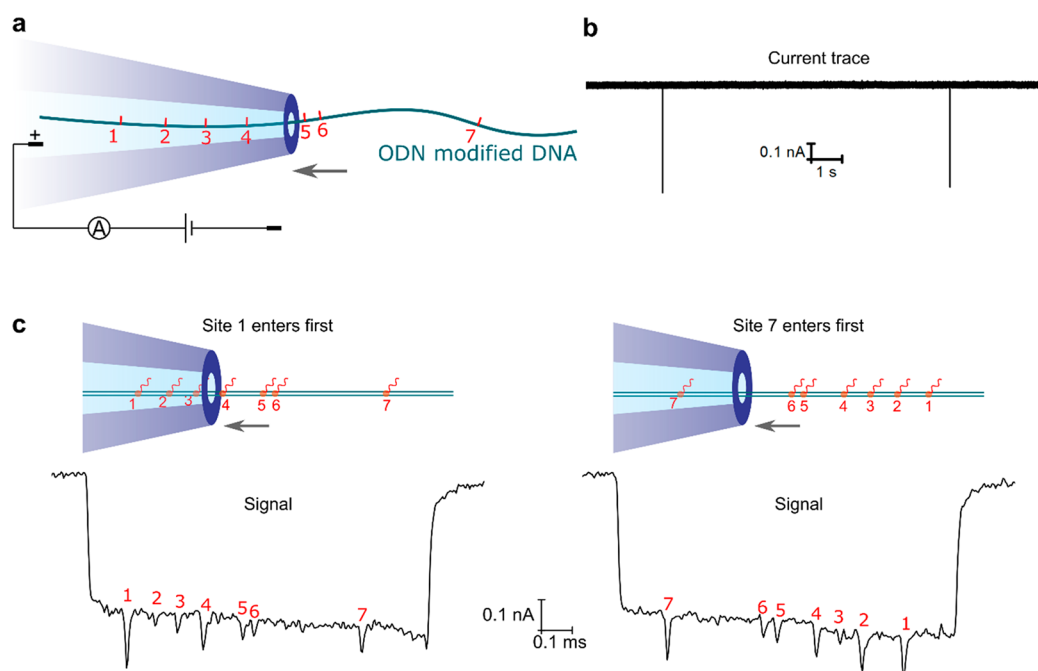 a
+
1 2 3 4 5 6 7
ODN modified DNA
A
b
Current trace
0.1 nA
1 s
c
Site 1 enters first
1 2 3 4 5 6 7
Signal
1 2 3 4 5 6 7
0.1 nA
0.1 ms
Site 7 enters first
7 6 5 4 3 2 1
Signal
7 6 5 4 3 2 1